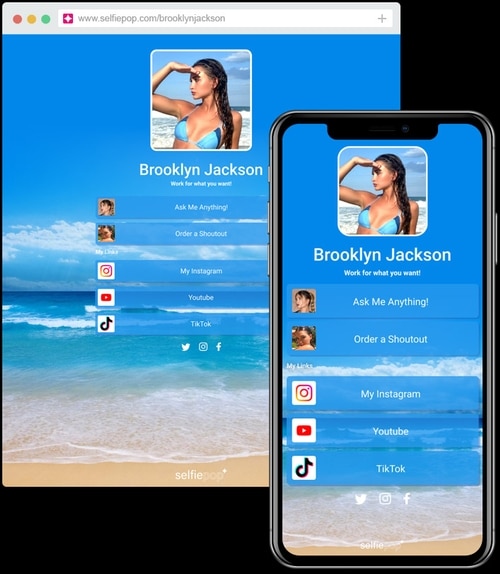 www.selfiepop.com/brooklynjackson
Brooklyn Jackson
Work for what you want!
Ask Me Anything!
Order a Shoutout
My Links
My Instagram
Youtube
TikTok
selfiepop
Brooklyn Jackson
Work for what you want!
Ask Me Anything!
Order a Shoutout
My Links
My Instagram
Youtube
TikTok
selfiepop